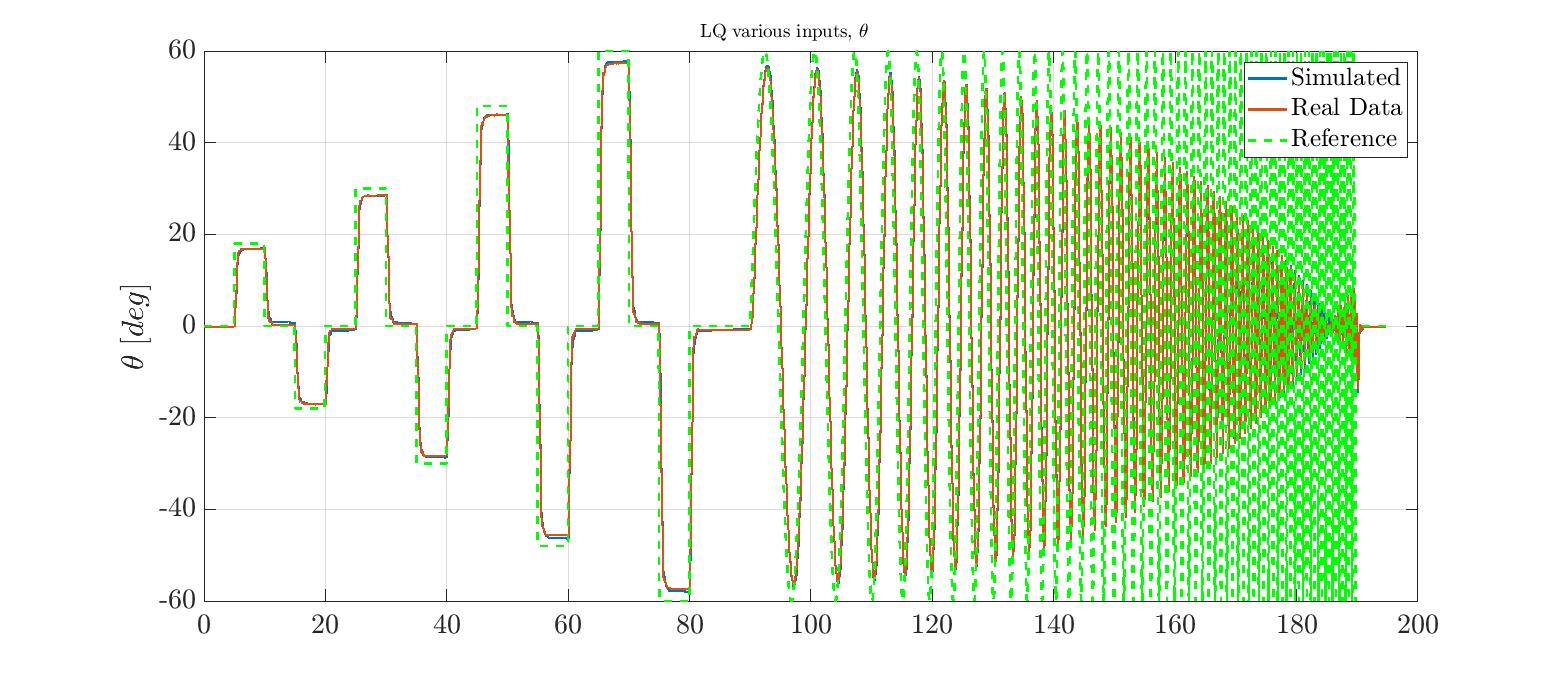 LQ various inputs, θ
60
40
20
0
-20
-40
-60
θ [deg]
Simulated
Real Data
Reference
0 20 40 60 80 100 120 140 160 180 200